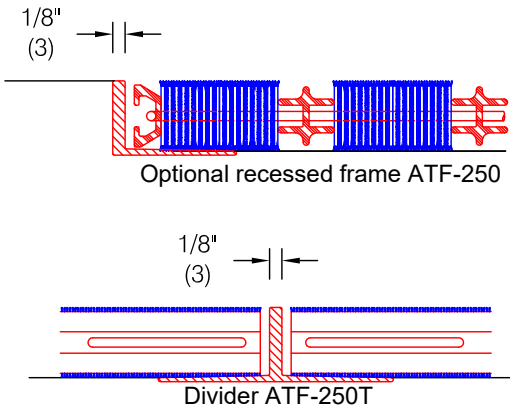 1/8"
(3)
Optional recessed frame ATF-250
1/8"
(3)
Divider ATF-250T